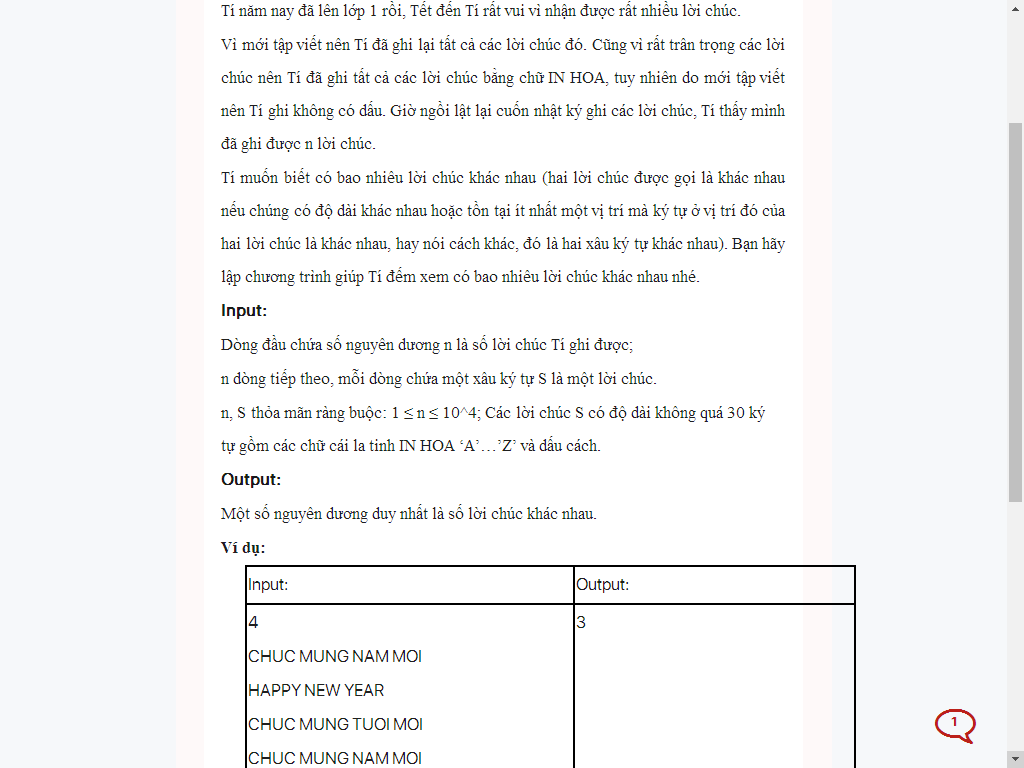 Tí năm nay đã lên lớp 1 rồi, Tết đến Tí rất vui vì nhận được rất nhiều lời chúc.
Vì mới tập viết nên Tí đã ghi lại tất cả các lời chúc đó. Cũng vì rất trân trọng các lời
chúc nên Tí đã ghi tất cả các lời chúc bằng chữ IN HOA, tuy nhiên do mới tập viết
nên Tí ghi không có dấu. Giờ ngồi lật lại cuốn nhật ký ghi các lời chúc, Tí thấy mình
đã ghi được n lời chúc.
Tí muốn biết có bao nhiêu lời chúc khác nhau (hai lời chúc được gọi là khác nhau
nếu chúng có độ dài khác nhau hoặc tồn tại ít nhất một vị trí mà ký tự ở vị trí đó của
hai lời chúc là khác nhau, hay nói cách khác, đó là hai xâu ký tự khác nhau). Bạn hãy
lập chương trình giúp Tí đếm xem có bao nhiêu lời chúc khác nhau nhé.
Input:
Dòng đầu chứa số nguyên dương n là số lời chúc Tí ghi được;
n dòng tiếp theo, mỗi dòng chứa một xâu ký tự S là một lời chúc.
n, S thỏa mãn ràng buộc: 1 ≤ n ≤ 10^4; Các lời chúc S có độ dài không quá 30 ký
tự gồm các chữ cái la tinh IN HOA ‘A’…’Z’ và dấu cách.
Output:
Một số nguyên dương duy nhất là số lời chúc khác nhau.
Ví dụ:
Input: Output:
4 3
CHUC MUNG NAM MOI
HAPPY NEW YEAR
CHUC MUNG TUOI MOI
CHUC MUNG NAM MOI
1